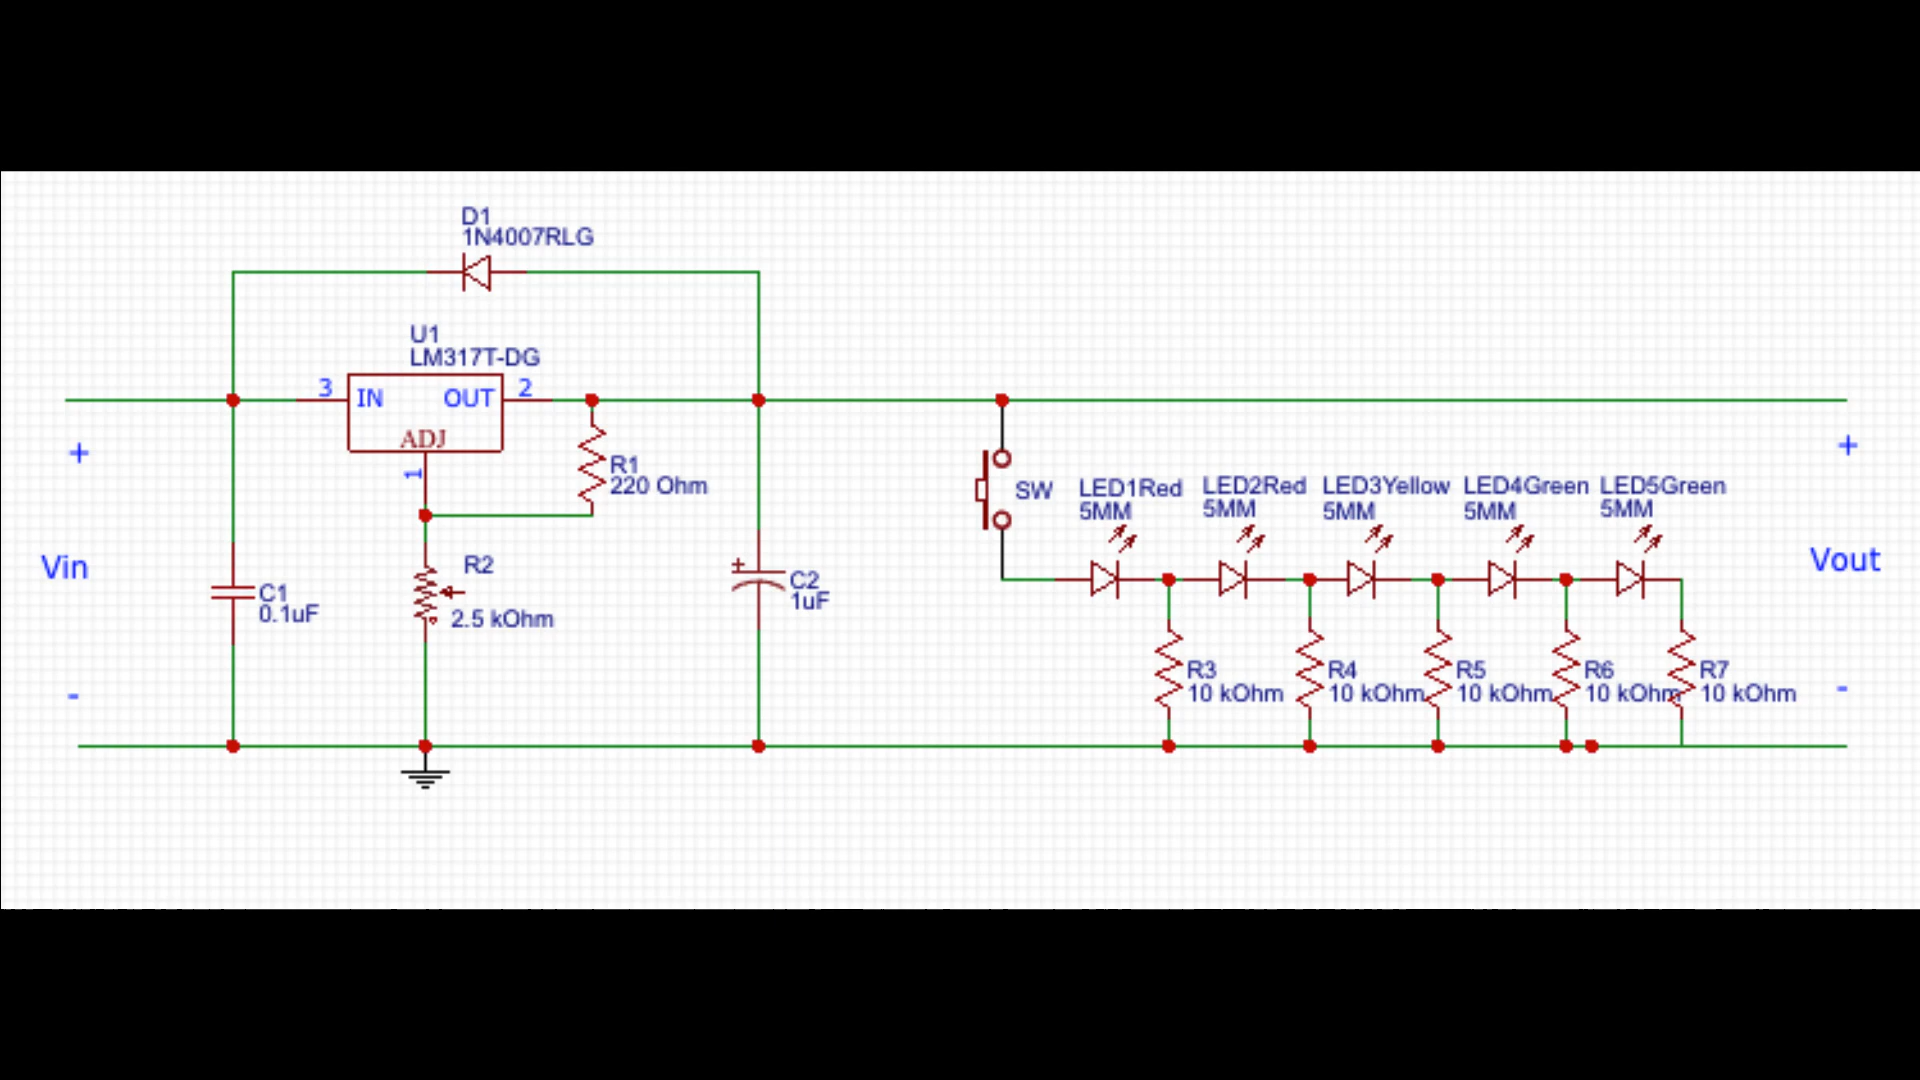 D1
1N4007RLG
U1
LM317T-DG
3
IN
OUT
2
ADJ
1
+
Vin
-
R1
220 Ohm
R2
2.5 kOhm
C1
0.1uF
+
C2
1uF
SW
LED1Red
5MM
LED2Red
5MM
LED3Yellow
5MM
LED4Green
5MM
LED5Green
5MM
R3
10 kOhm
R4
10 kOhm
R5
10 kOhm
R6
10 kOhm
R7
10 kOhm
+
Vout
-